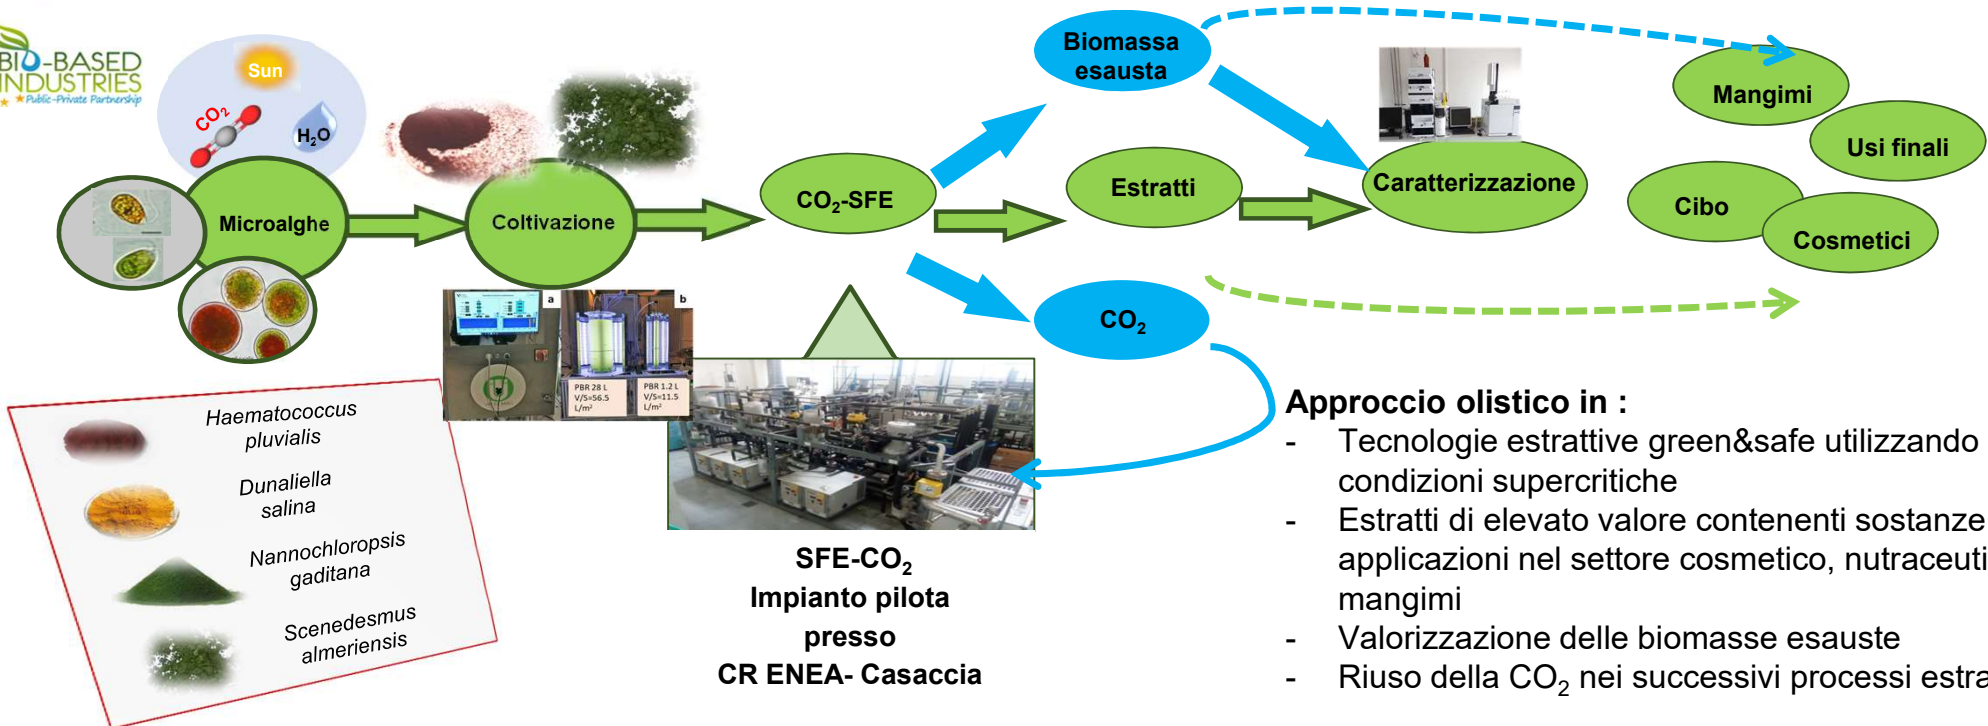 BIO-BASED
INDUSTRIES
Public-Private Partnership
Sun
CO2
H2O
Microalghe
Coltivazione
CO2-SFE
Biomassa
esausta
Estratti
CO2
Caratterizzazione
Mangimi
Usi finali
Cibo
Cosmetici
a
b
PBR 28 L
V/S=56.5
L/m²
PBR 1.2 L
V/S=11.5
L/m²
Haematococcus
pluvialis
Dunaliella
salina
Nannochloropsis
gaditana
Scenedesmus
almeriensis
SFE-CO2
Impianto pilota
presso
CR ENEA- Casaccia
Approccio olistico in :
- Tecnologie estrattive green&safe utilizzando
condizioni supercritiche
- Estratti di elevato valore contenenti sostanze
applicazioni nel settore cosmetico, nutraceuti
mangimi
- Valorizzazione delle biomasse esauste
- Riuso della CO2 nei successivi processi estra